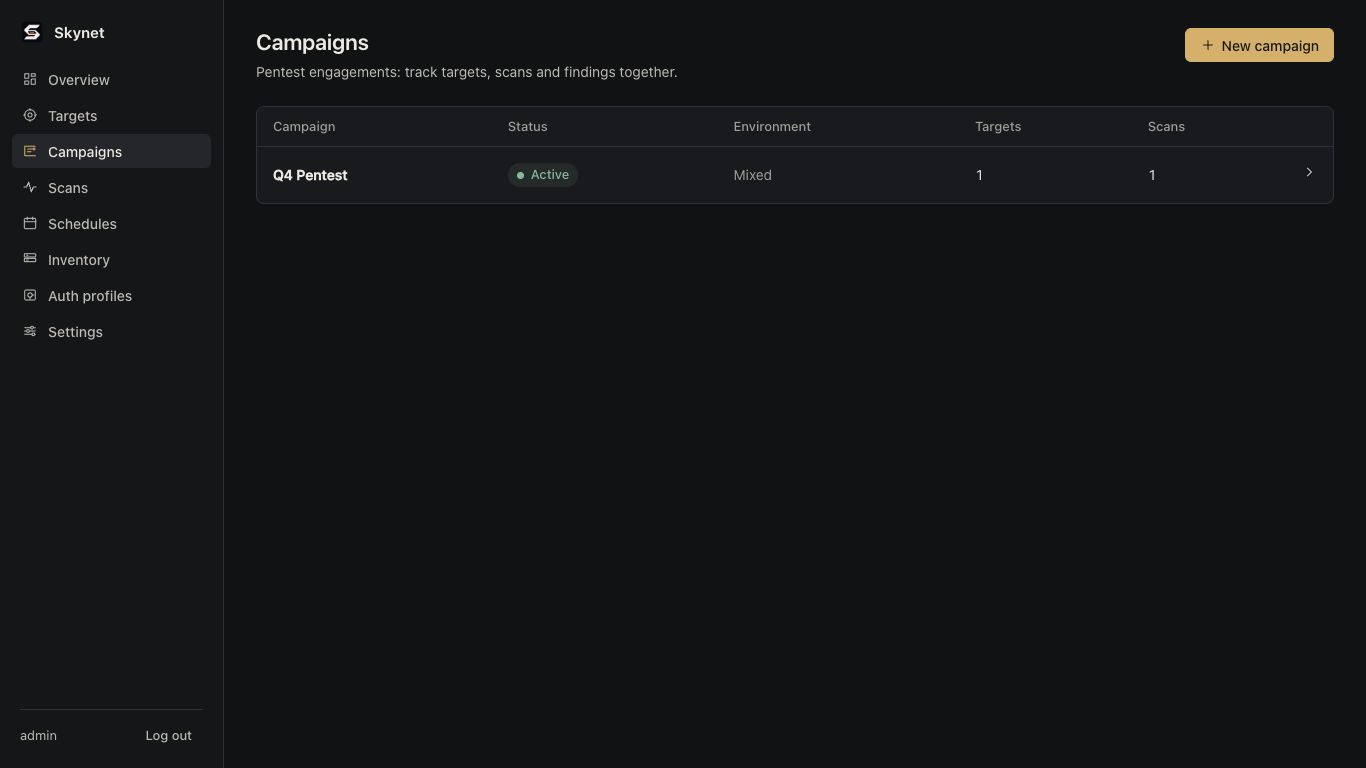 Skynet
Overview
Targets
Campaigns
Scans
Schedules
Inventory
Auth profiles
Settings
admin
Log out
Campaigns
Pentest engagements: track targets, scans and findings together.
New campaign
Campaign Status Environment Targets Scans
Q4 Pentest Active Mixed 1 1